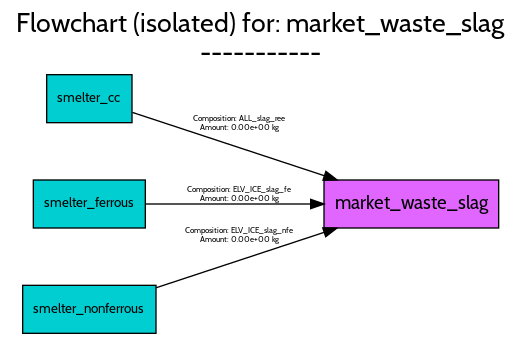 Flowchart (isolated) for: market_waste_slag
-----------
smelter_cc
Composition: ALL_slag_ree
Amount: 0.00e+00 kg
smelter_ferrous
Composition: ELV_ICE_slag_fe
Amount: 0.00e+00 kg
market_waste_slag
Composition: ELV_ICE_slag_nfe
Amount: 0.00e+00 kg
smelter_nonferrous